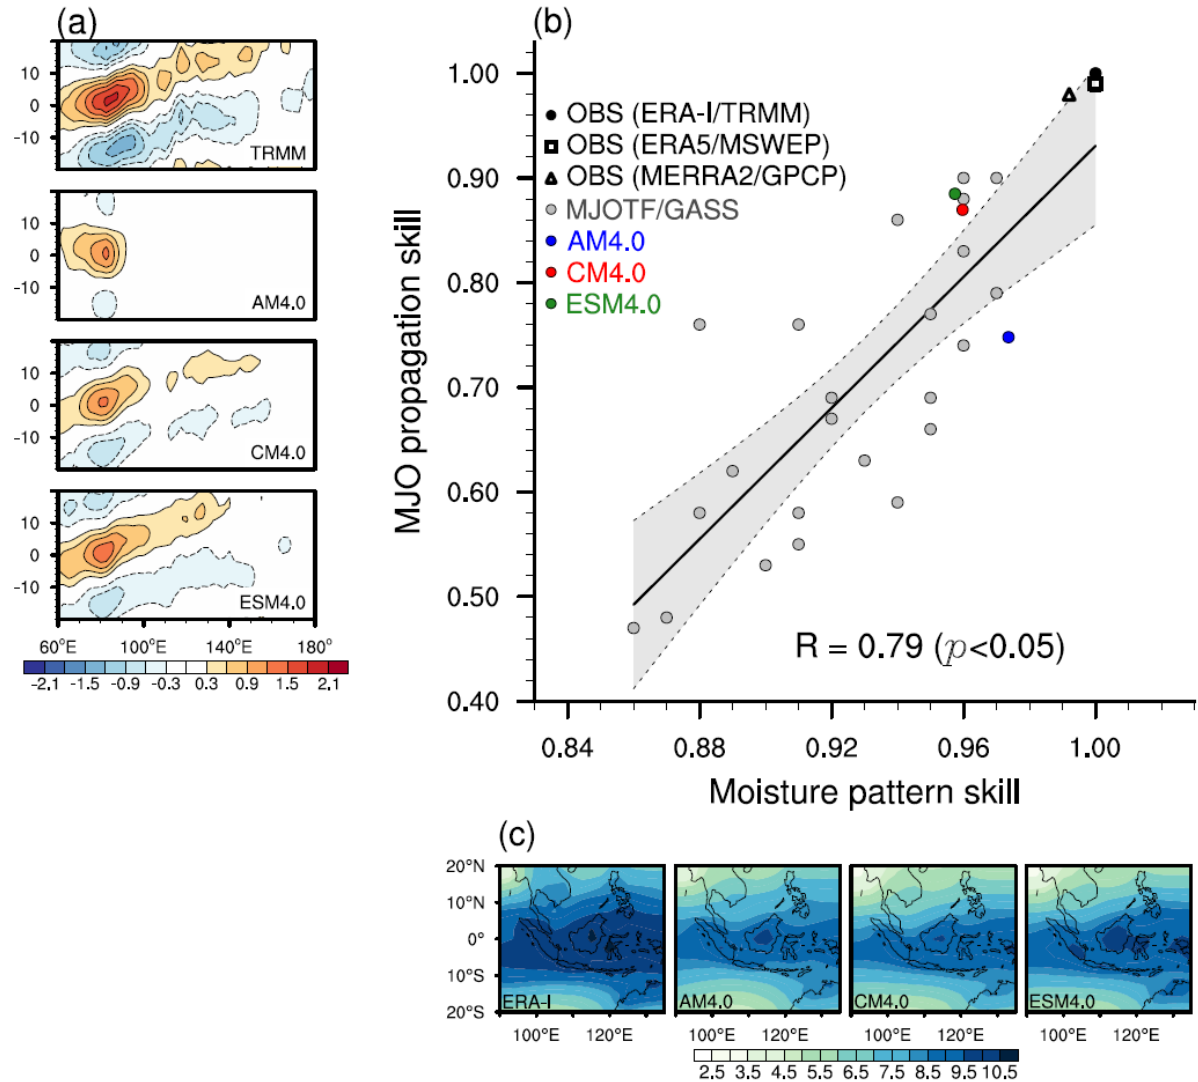 (a)
10
0
-10
TRMM
10
0
-10
AM4.0
10
0
-10
CM4.0
10
0
-10
ESM4.0
60°E 100°E 140°E 180°
-2.1 -1.5 -0.9 -0.3 0.3 0.9 1.5 2.1
(b)
MJO propagation skill
1.00
0.90
0.80
0.70
0.60
0.50
0.40
OBS (ERA-I/TRMM)
OBS (ERA5/MSWEP)
OBS (MERRA2/GPCP)
MJOTF/GASS
AM4.0
CM4.0
ESM4.0
R = 0.79 (p<0.05)
0.84 0.88 0.92 0.96 1.00
Moisture pattern skill
(c)
20°N
10°N
0°
10°S
20°S
ERA-I
AM4.0
CM4.0
ESM4.0
100°E 120°E 100°E 120°E 100°E 120°E 100°E 120°E
2.5 3.5 4.5 5.5 6.5 7.5 8.5 9.5 10.5